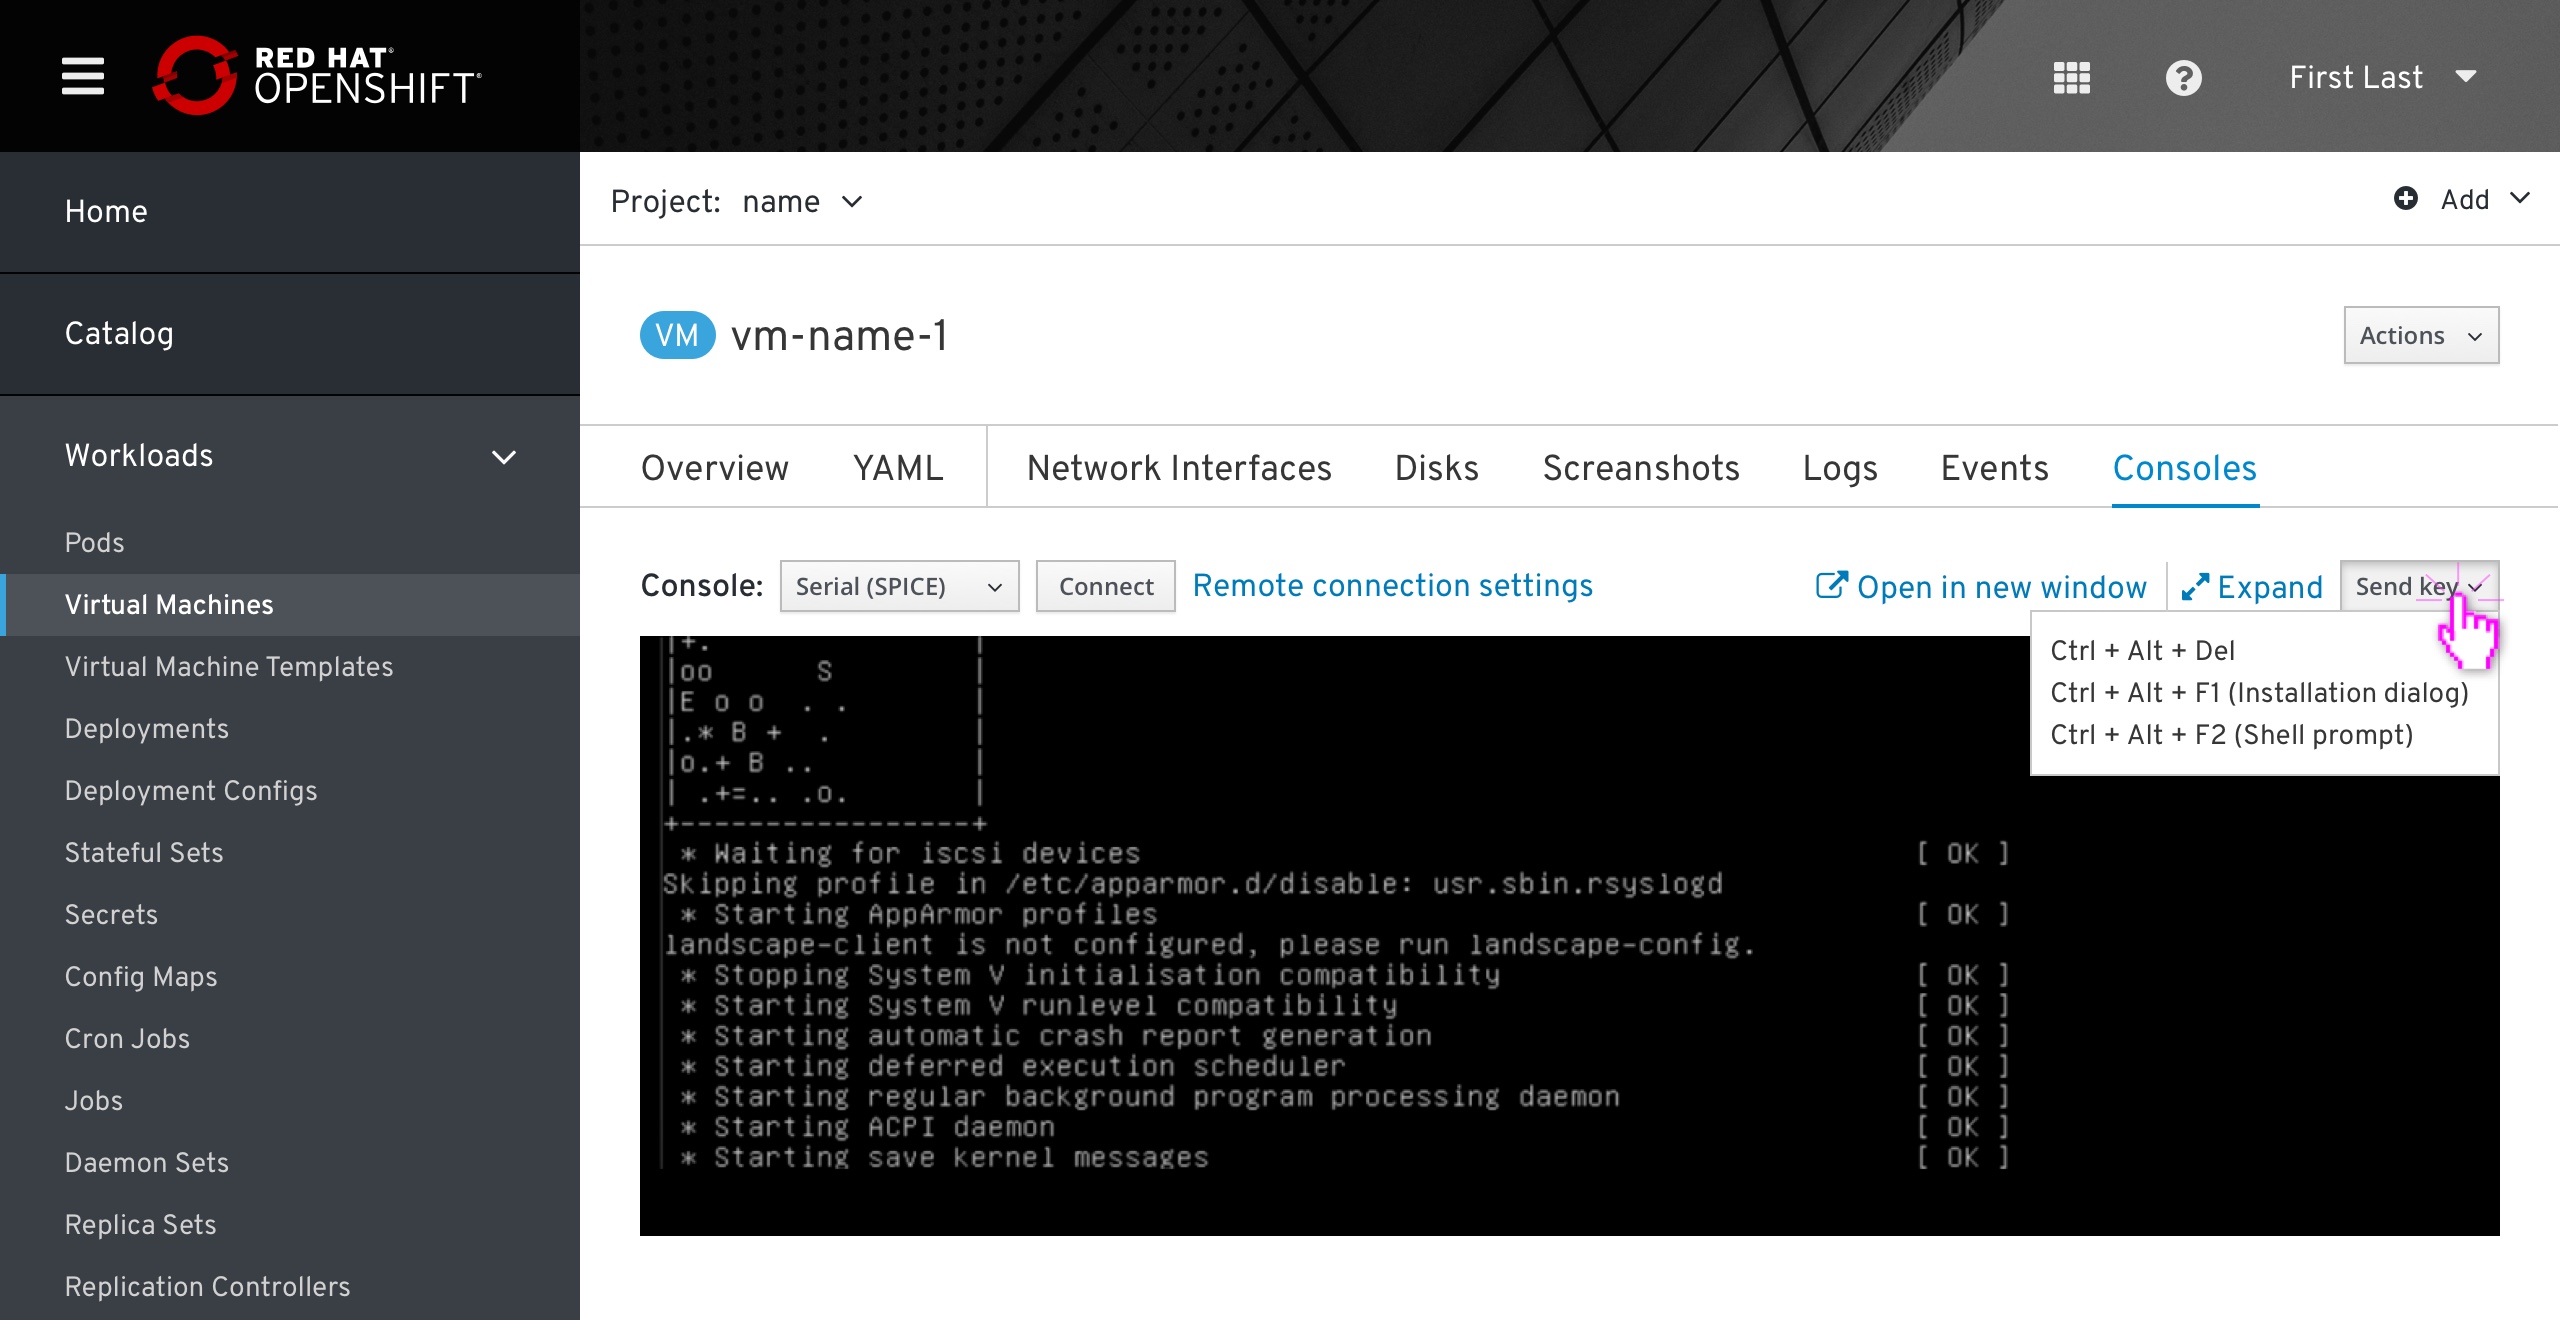 RED HAT®
OPENSHIFT®
First Last
Home
Catalog
Workloads
Pods
Virtual Machines
Virtual Machine Templates
Deployments
Deployment Configs
Stateful Sets
Secrets
Config Maps
Cron Jobs
Jobs
Daemon Sets
Replica Sets
Replication Controllers
Project: name
Add
VM vm-name-1
Actions
Overview YAML Network Interfaces Disks Screanshots Logs Events Consoles
Console: Serial (SPICE) Connect Remote connection settings Open in new window Expand Send key
Ctrl + Alt + Del
Ctrl + Alt + F1 (Installation dialog)
Ctrl + Alt + F2 (Shell prompt)
|+. |
|oo S |
|E o o . . |
|.* B + . |
|o.+ B .. |
| .+=.. .o. |
+-----------------+
* Waiting for iscsi devices [ OK ]
Skipping profile in /etc/apparmor.d/disable: usr.sbin.rsyslogd
* Starting AppArmor profiles [ OK ]
landscape-client is not configured, please run landscape-config.
* Stopping System V initialisation compatibility [ OK ]
* Starting System V runlevel compatibility [ OK ]
* Starting automatic crash report generation [ OK ]
* Starting deferred execution scheduler [ OK ]
* Starting regular background program processing daemon [ OK ]
* Starting ACPI daemon [ OK ]
* Starting save kernel messages [ OK ]